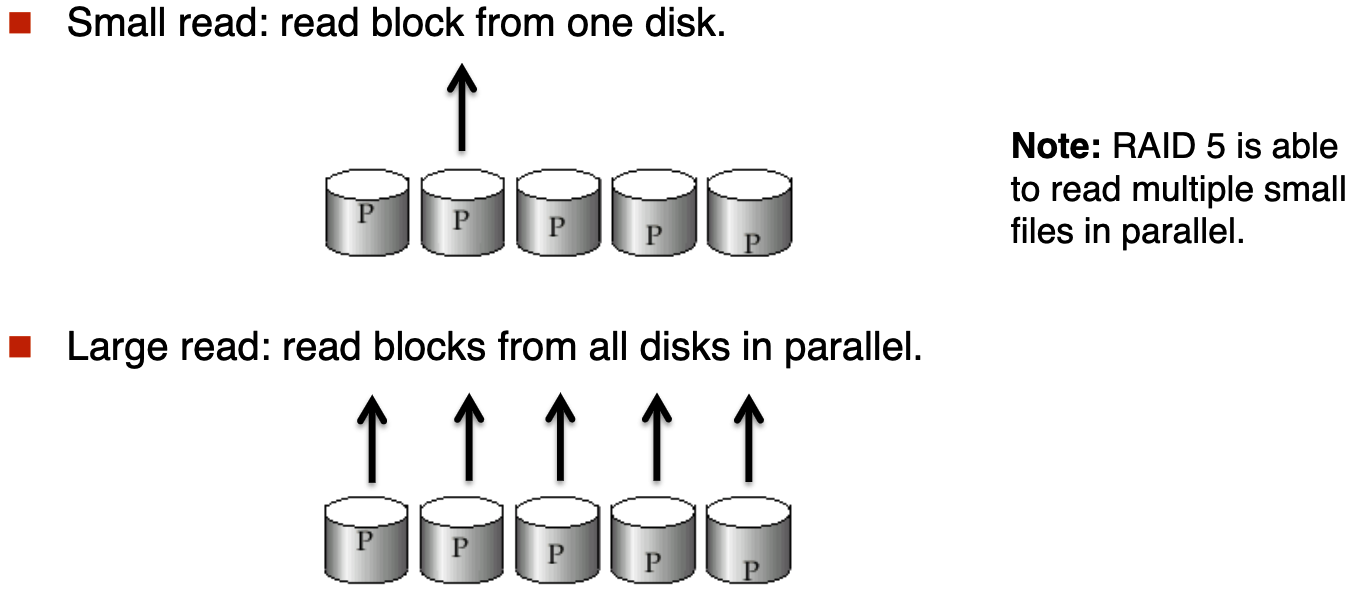 Small read: read block from one disk.
Note: RAID 5 is able
to read multiple small
files in parallel.
P P P P P
Large read: read blocks from all disks in parallel.
P P P P P